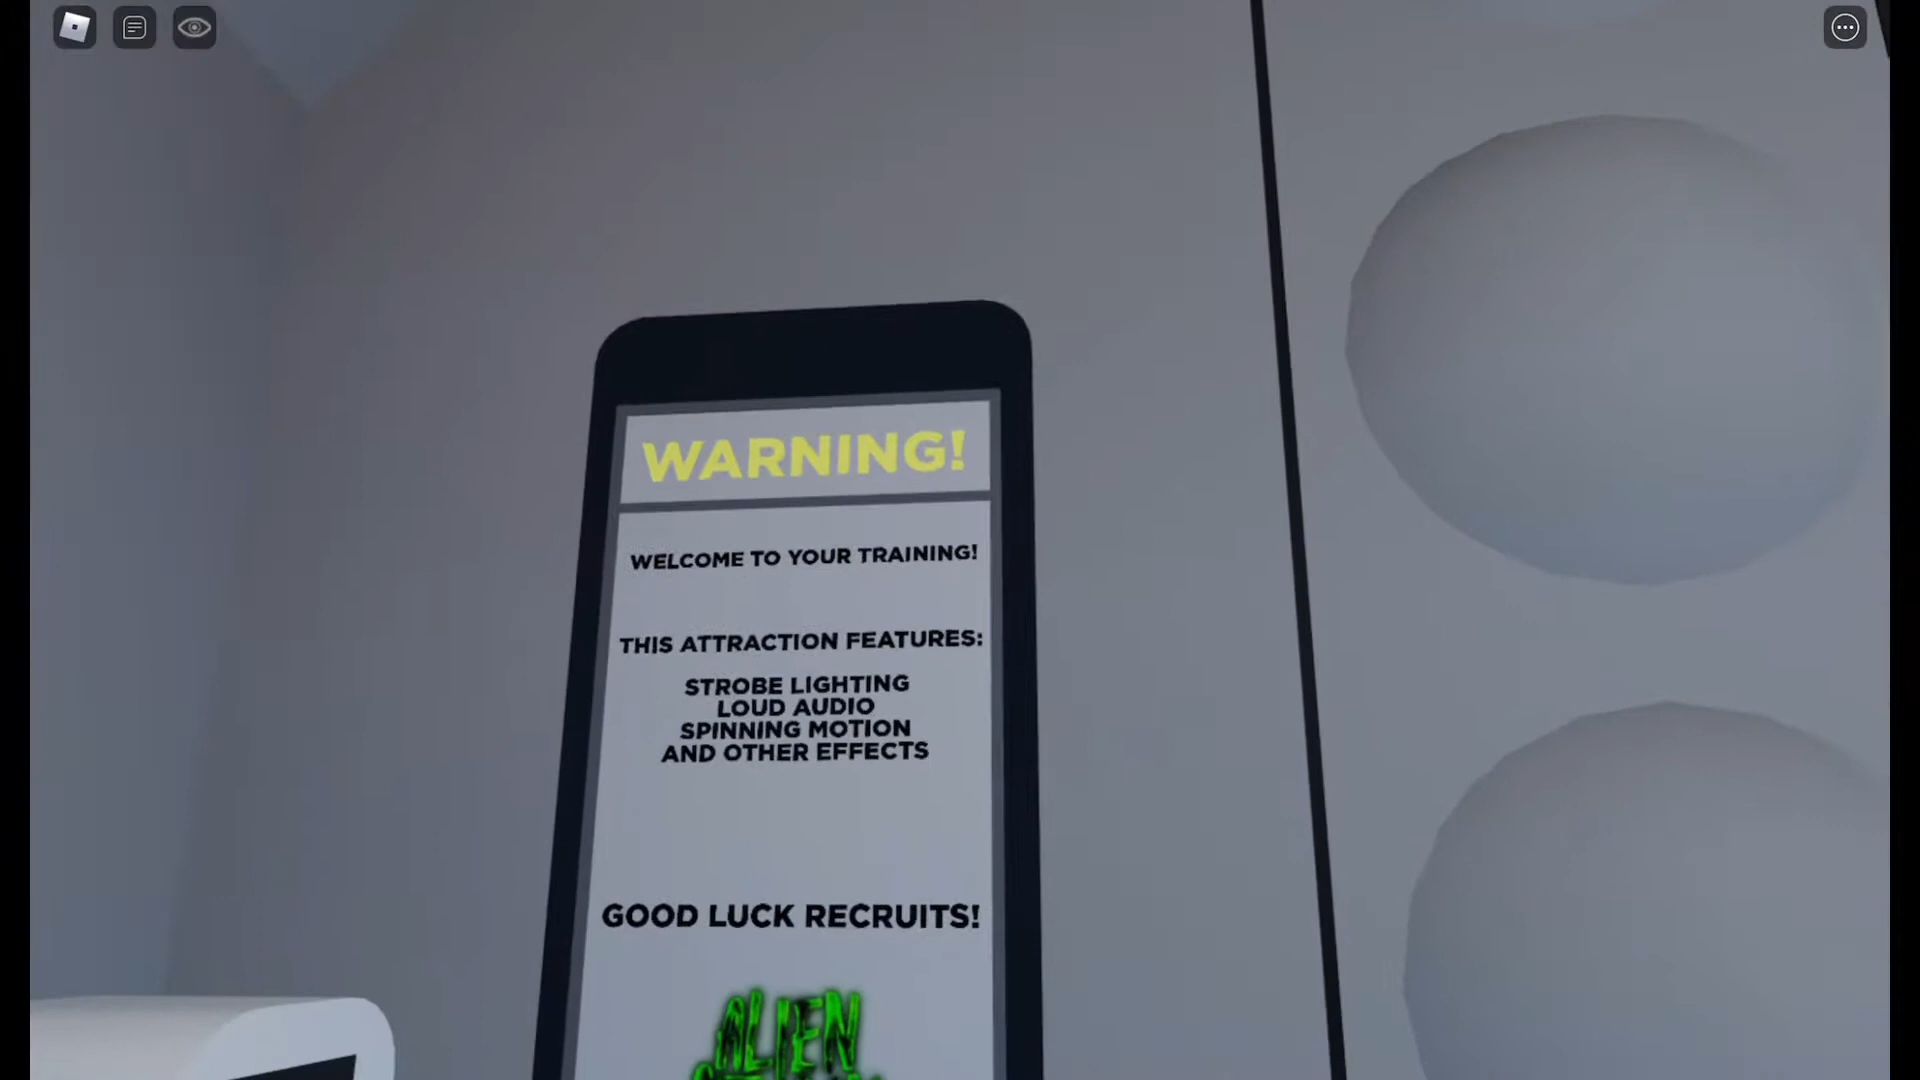 WARNING!
WELCOME TO YOUR TRAINING!
THIS ATTRACTION FEATURES:
STROBE LIGHTING
LOUD AUDIO
SPINNING MOTION
AND OTHER EFFECTS
GOOD LUCK RECRUITS!
ALIEN